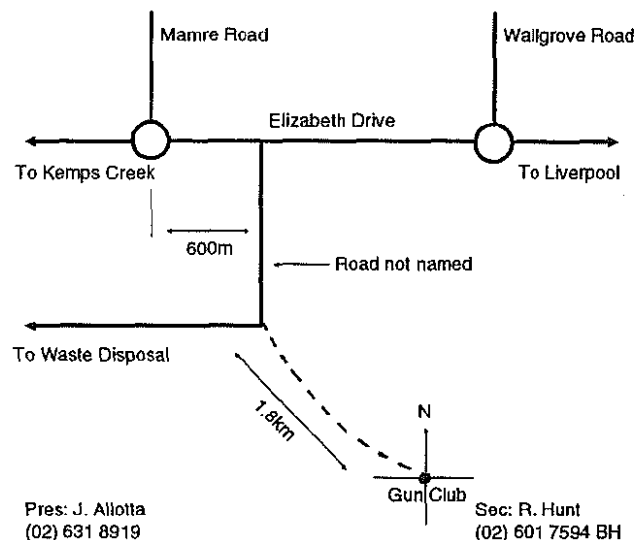 Mamre Road
Wallgrove Road
Elizabeth Drive
To Kemps Creek
To Liverpool
600m
Road not named
To Waste Disposal
1.8km
N
Gun Club
Pres: J. Allotta
(02) 631 8919
Sec: R. Hunt
(02) 601 7594 BH